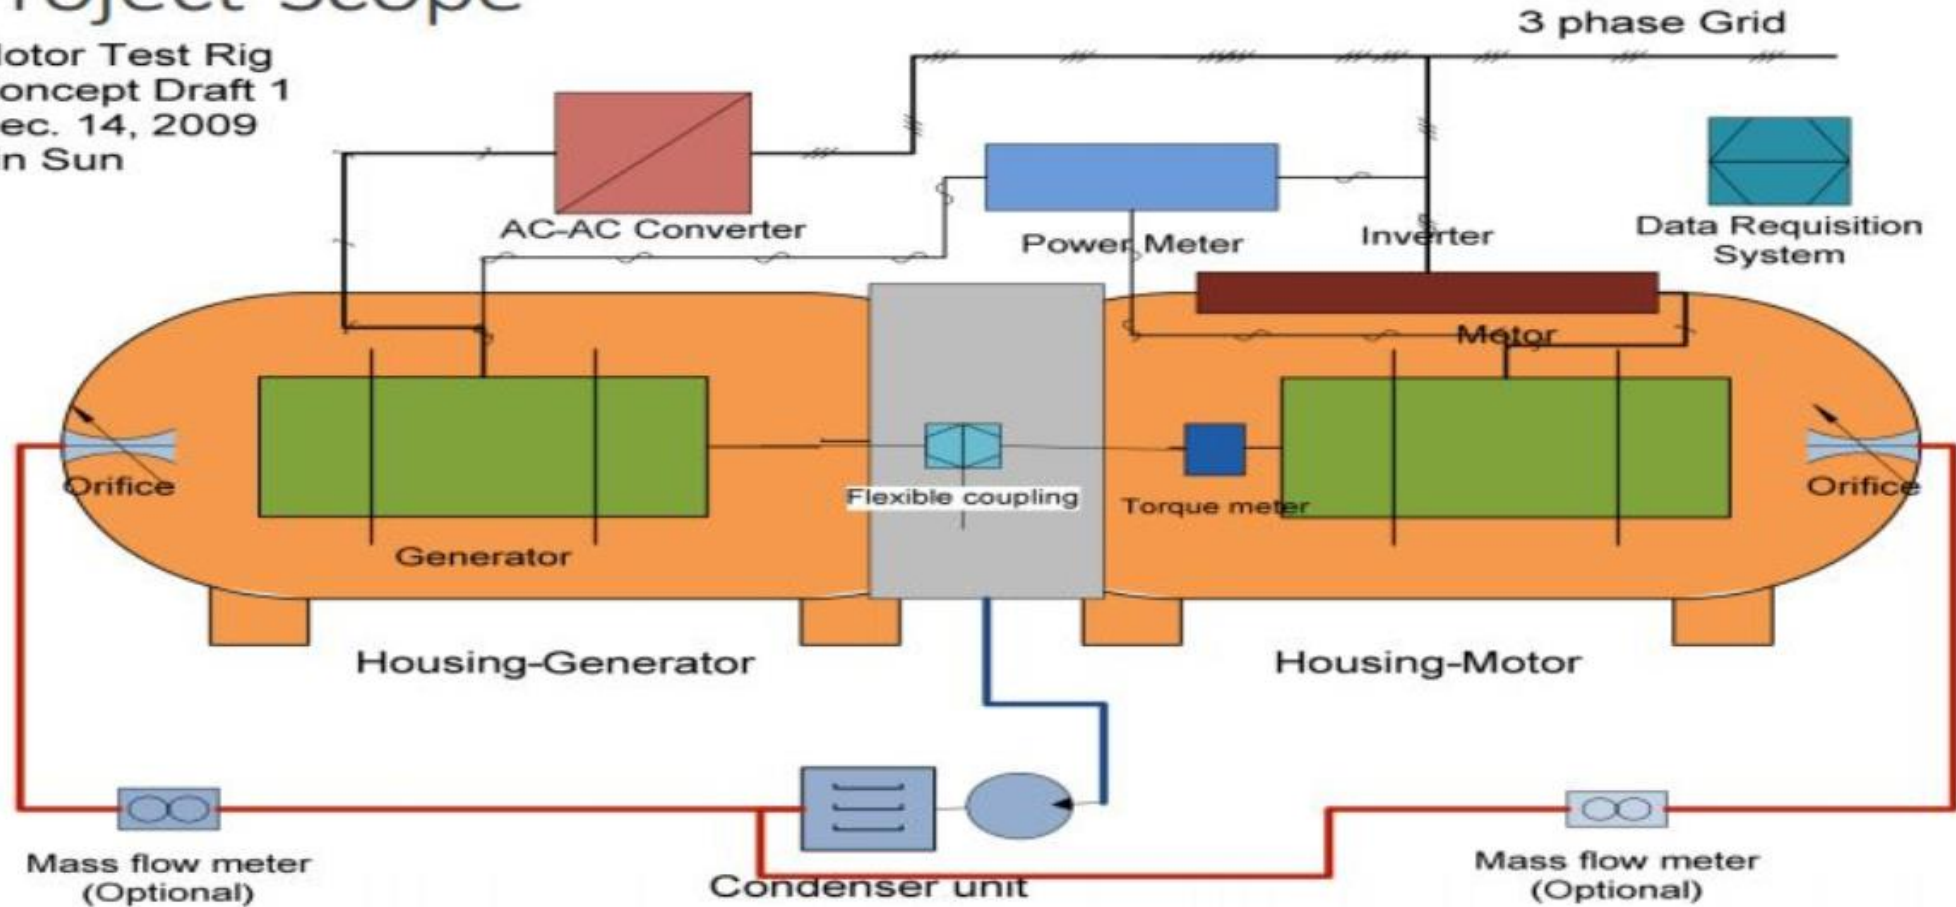 roject Scope
otor Test Rig
oncept Draft 1
ec. 14, 2009
n Sun
3 phase Grid
AC-AC Converter
Power Meter
Inverter
Data Requisition
System
Motor
Orifice
Flexible coupling
Torque meter
Orifice
Generator
Housing-Generator
Housing-Motor
Mass flow meter
(Optional)
Condenser unit
Mass flow meter
(Optional)